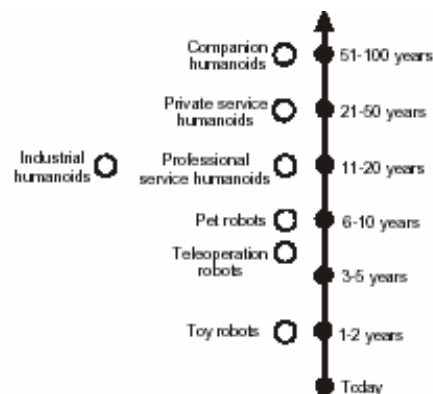 Companion
humanoids
51-100 years
Private service
humanoids
21-50 years
Industrial
humanoids
Professional
service humanoids
11-20 years
Pet robots
6-10 years
Teleoperation
robots
3-5 years
Toy robots
1-2 years
Today